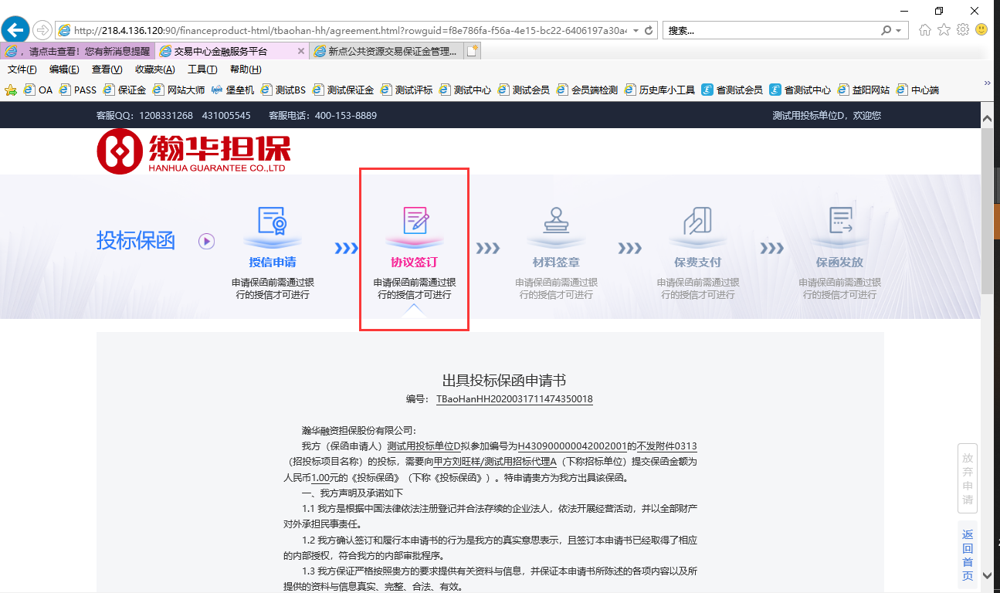 http://218.4.136.120:90/financeproduct-html/tbaohan-hh/agreement.html?rowguid=f8e786fa-f56a-4e15-bc22-6406197a30a4
搜索...
，请点击查看！您有新消息提醒
交易中心金融服务平台
新点公共资源交易保证金管理...
文件(F) 编辑(E) 查看(V) 收藏夹(A) 工具(T) 帮助(H)
OA PASS 保证金 网站大师 堡垒机 测试BS 测试保证金 测试评标 测试中心 测试会员 会员端检测 历史库小工具 省测试会员 省测试中心 益阳网站 中心端
客服QQ：1208331268 431005545 客服电话：400-153-8889 测试用投标单位D，欢迎您
瀚华担保
HANHUA GUARANTEE CO.,LTD
投标保函
授信申请
申请保函前需通过银
行的授信才可进行
协议签订
申请保函前需通过银
行的授信才可进行
材料签章
申请保函前需通过银
行的授信才可进行
保费支付
申请保函前需通过银
行的授信才可进行
保函发放
申请保函前需通过银
行的授信才可进行
出具投标保函申请书
编号： TBaoHanHH2020031711474350018
瀚华融资担保股份有限公司：
我方（保函申请人）测试用投标单位D拟参加编号为H430900000042002001的不发附件0313
（招投标项目名称）的投标，需要向甲方刘旺样/测试用招标代理A（下称招标单位）提交保函金额为
人民币1.00元的《投标保函》（下称《投标保函》）。特申请贵方为我方出具该保函。
一、我方声明及承诺如下
1.1 我方是根据中国法律依法注册登记并合法存续的企业法人，依法开展经营活动，并以全部财产
对外承担民事责任。
1.2 我方确认签订和履行本申请书的行为是我方的真实意思表示，且签订本申请书已经取得了相应
的内部授权，符合我方的内部审批程序。
1.3 我方保证严格按照贵方的要求提供有关资料与信息，并保证本申请书所陈述的各项内容以及所
提供的资料与信息真实、完整、合法、有效。
放弃申请
返回首页